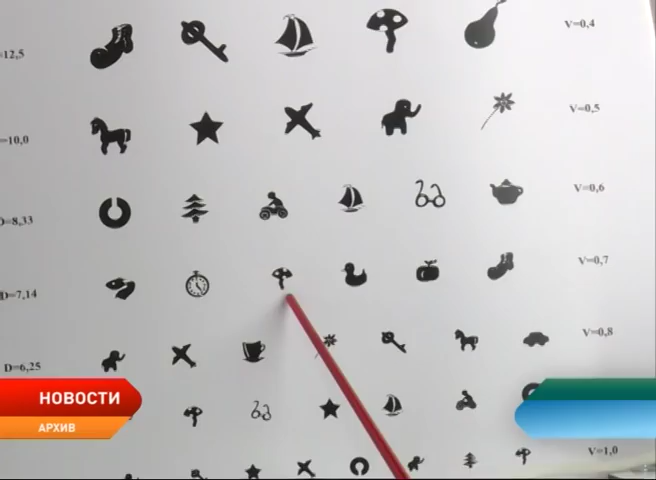 =12,5 V=0,4
=10,0 V=0,5
D=8,33 V=0,6
D=7,14 V=0,7
D=6,25 V=0,8
НОВОСТИ
АРХИВ
V=1,0